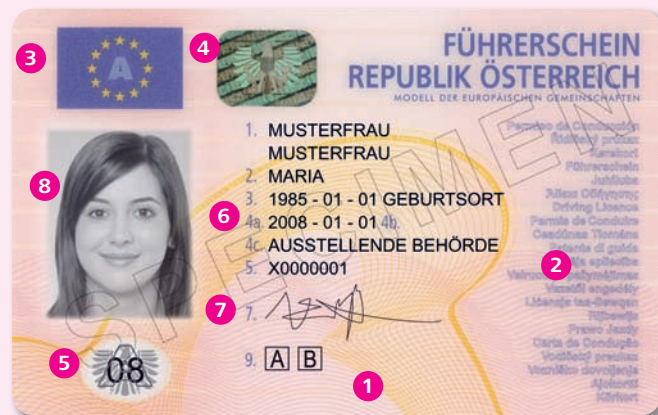 3
A
4
FÜHRERSCHEIN
REPUBLIK ÖSTERREICH
MODELL DER EUROPÄISCHEN GEMEINSCHAFTEN
SPECIMEN
8
1. MUSTERFRAU
MUSTERFRAU
2. MARIA
3. 1985 - 01 - 01 GEBURTSORT
6
4a. 2008 - 01 - 01 4b.
4c. AUSSTELLENDE BEHÖRDE
5. X0000001
7
7.
9. A B
5
08
1
Permiso de Conducción
Řidičský průkaz
Kørekort
Führerschein
Juhiluba
Άδεια Οδήγησης
Driving Licence
Permis de Conduire
Ceadúnas Tiomána
Patente di guida
2
Vezetői engedély
Liċenzja tas-Sewqan
Rijbewijs
Prawo Jazdy
Carta de Condução
Vodičský preukaz
Vozniško dovoljenje
Ajokortti
Körkort